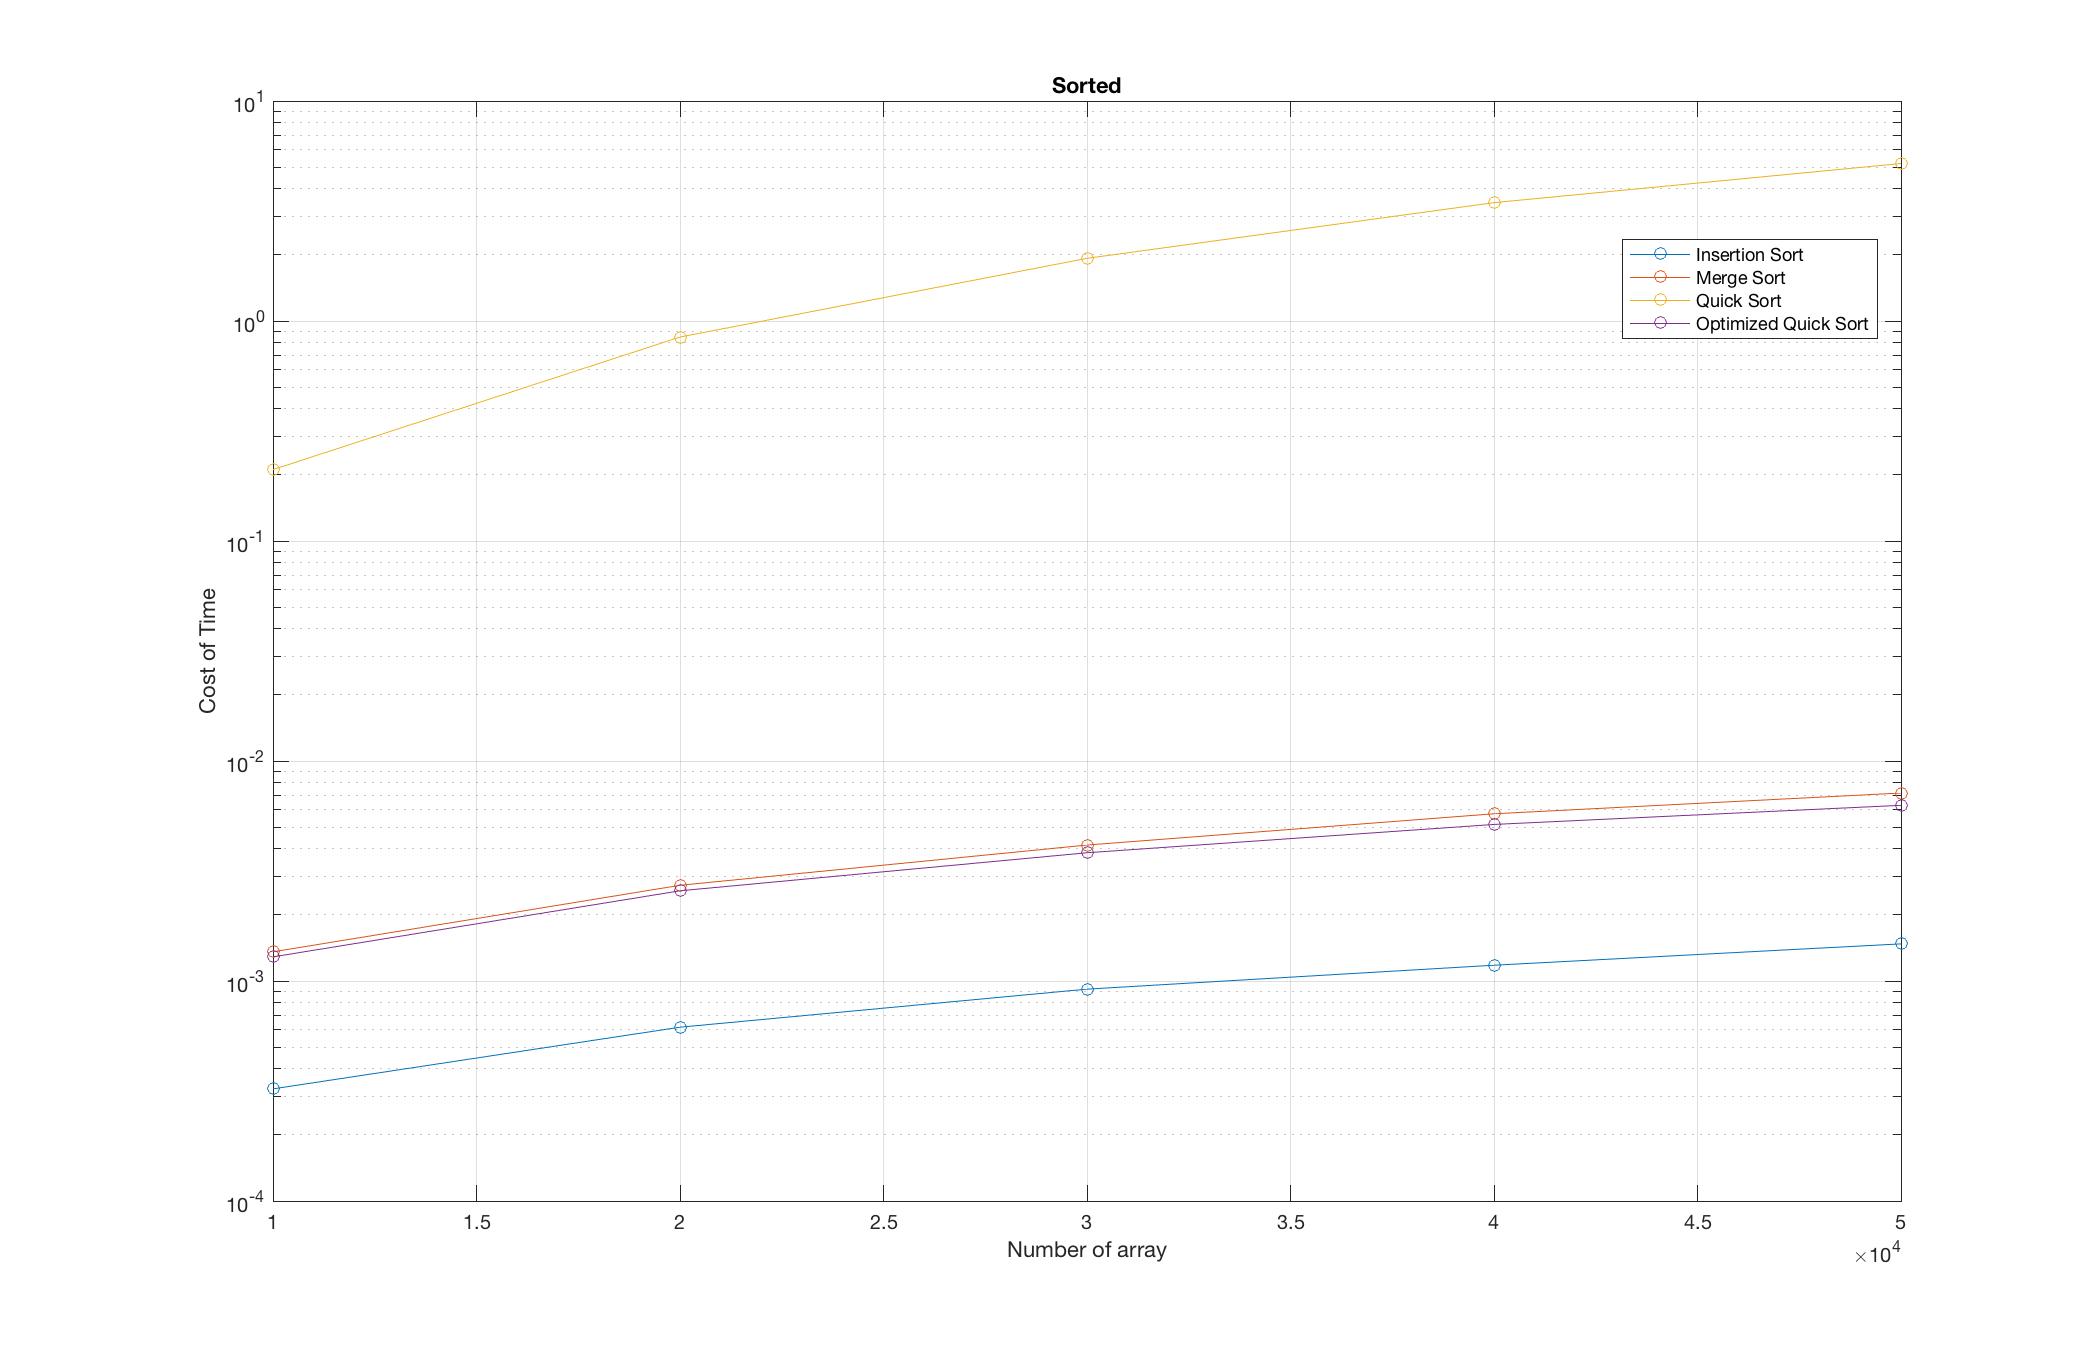 Sorted
10^1
10^0
10^-1
10^-2
10^-3
10^-4
Cost of Time
Insertion Sort
Merge Sort
Quick Sort
Optimized Quick Sort
1 1.5 2 2.5 3 3.5 4 4.5 5
Number of array
×10^4